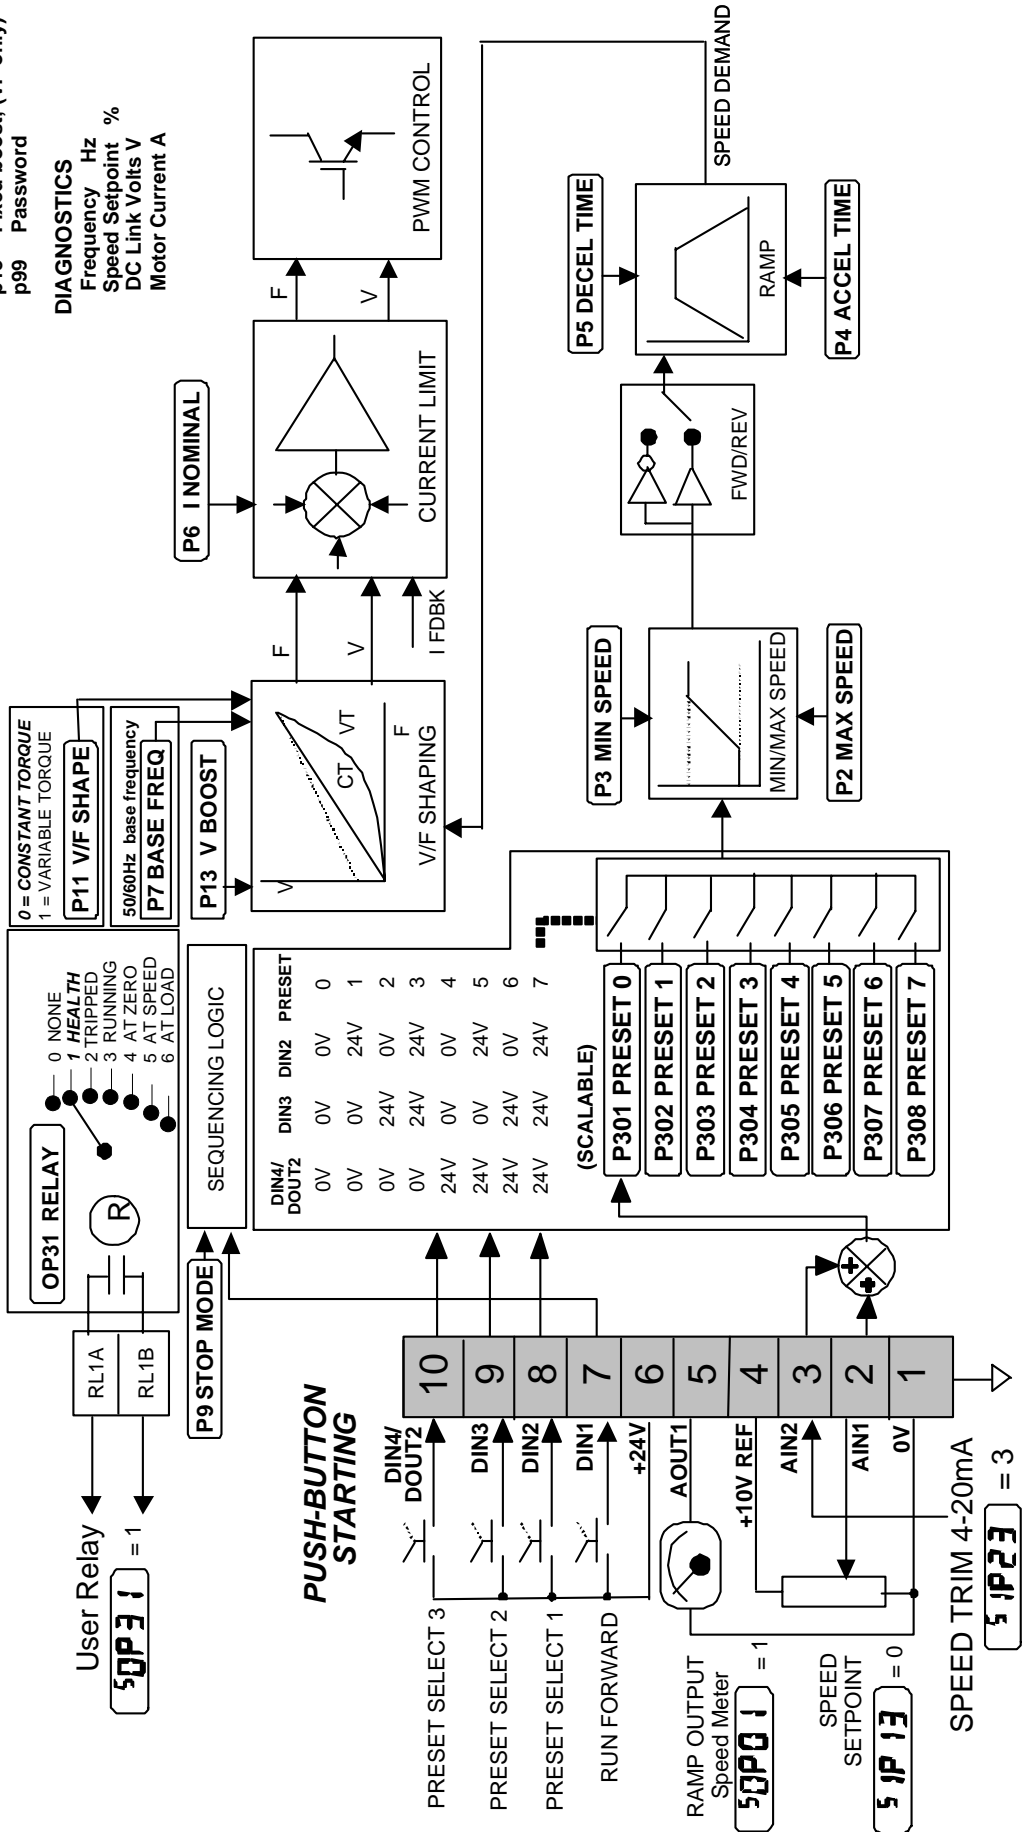 p99 Password
DIAGNOSTICS
Frequency Hz
Speed Setpoint %
DC Link Volts V
Motor Current A
PWM CONTROL
F
V
P6 I NOMINAL
CURRENT LIMIT
F
V
I FDBK
0 = CONSTANT TORQUE
1 = VARIABLE TORQUE
P11 V/F SHAPE
50/60Hz base frequency
P7 BASE FREQ
P13 V BOOST
V
CT
VT
F
V/F SHAPING
SPEED DEMAND
P5 DECEL TIME
RAMP
P4 ACCEL TIME
FWD/REV
P3 MIN SPEED
MIN/MAX SPEED
P2 MAX SPEED
OP31 RELAY
R
0 NONE
1 HEALTH
2 TRIPPED
3 RUNNING
4 AT ZERO
5 AT SPEED
6 AT LOAD
RL1A
RL1B
User Relay
SOP31 = 1
P9 STOP MODE
SEQUENCING LOGIC
DIN4/ DOUT2 DIN3 DIN2 PRESET
0V 0V 0V 0
0V 0V 24V 1
0V 24V 0V 2
0V 24V 24V 3
24V 0V 0V 4
24V 0V 24V 5
24V 24V 0V 6
24V 24V 24V 7
(SCALABLE)
P301 PRESET 0
P302 PRESET 1
P303 PRESET 2
P304 PRESET 3
P305 PRESET 4
P306 PRESET 5
P307 PRESET 6
P308 PRESET 7
PUSH-BUTTON
STARTING
PRESET SELECT 3
DIN4/
DOUT2
10
PRESET SELECT 2
DIN3
9
PRESET SELECT 1
DIN2
8
RUN FORWARD
DIN1
7
+24V
6
RAMP OUTPUT
Speed Meter
SOP01 = 1
AOUT1
5
+10V REF
4
AIN2
3
SPEED
SETPOINT
SIP13 = 0
AIN1
2
0V
1
SPEED TRIM 4-20mA
SIP23 = 3